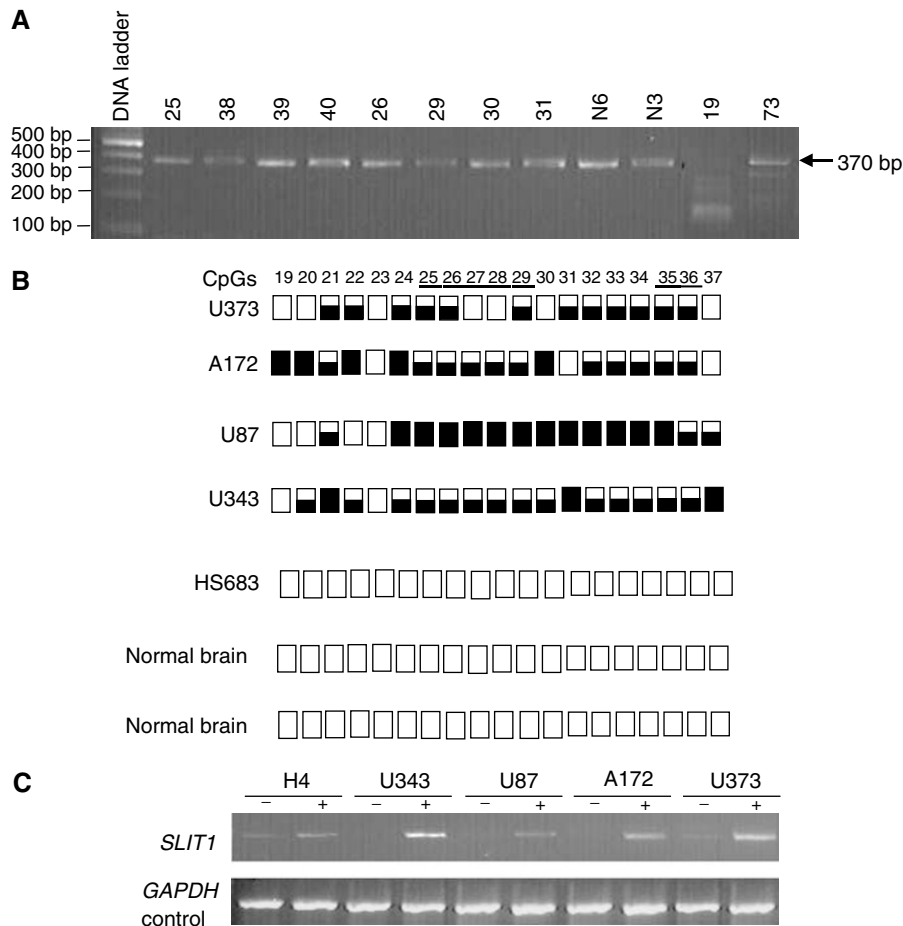 A
DNA ladder
25 38 39 40 26 29 30 31 N6 N3 19 73
500 bp
400 bp
300 bp
200 bp
100 bp
370 bp
B
CpGs 19 20 21 22 23 24 25 26 27 28 29 30 31 32 33 34 35 36 37
U373
A172
U87
U343
HS683
Normal brain
Normal brain
C
H4 U343 U87 A172 U373
– + – + – + – + – +
SLIT1
GAPDH
control